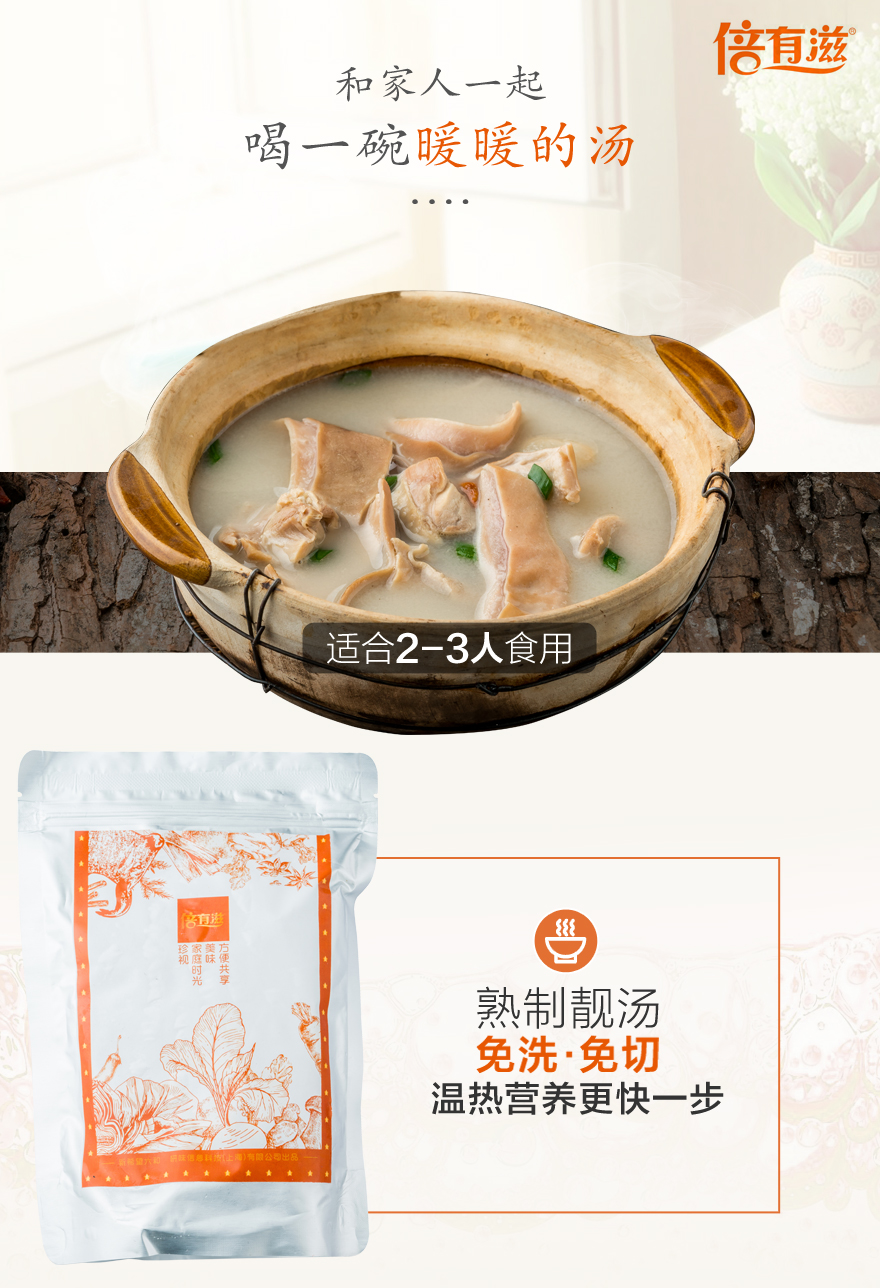 倍有滋®
和家人一起
喝一碗暖暖的汤
适合2-3人食用
倍有滋
方便共享
美味
家庭时光
珍视
熟制靓汤
免洗·免切
温热营养更快一步